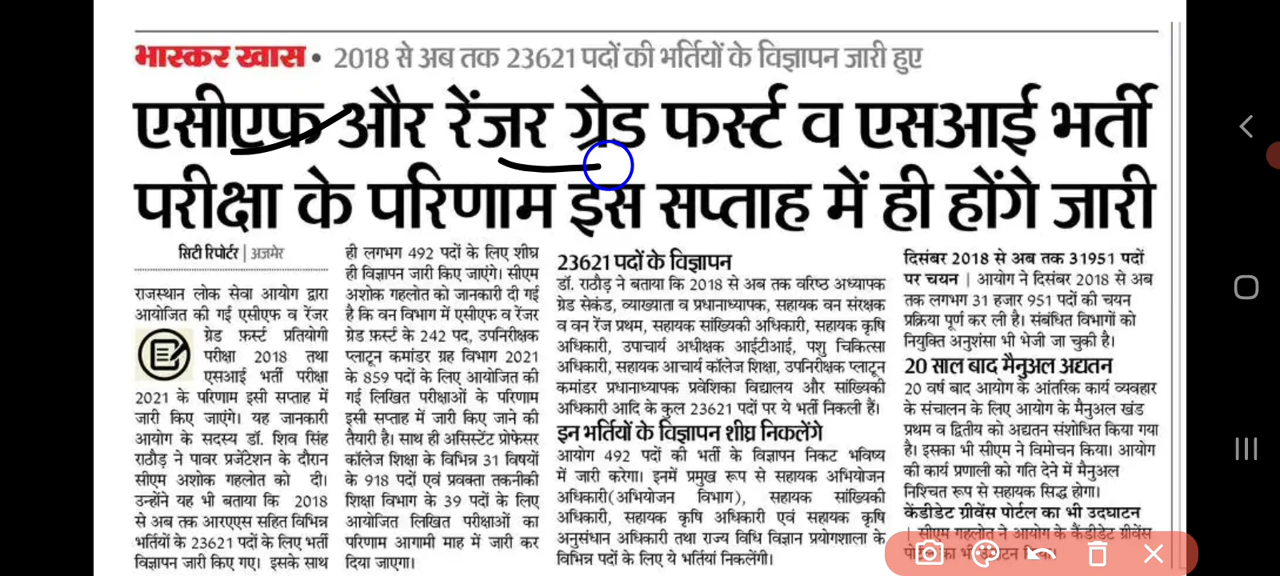 भास्कर खास • 2018 से अब तक 23621 पदों की भर्तियों के विज्ञापन जारी हुए
एसीएफ और रेंजर ग्रेड फर्स्ट व एसआई भर्ती
परीक्षा के परिणाम इस सप्ताह में ही होंगे जारी
सिटी रिपोर्टर | अजमेर
राजस्थान लोक सेवा आयोग द्वारा
आयोजित की गई एसीएफ व रेंजर
ग्रेड फ़र्स्ट प्रतियोगी
परीक्षा 2018 तथा
एसआई भर्ती परीक्षा
2021 के परिणाम इसी सप्ताह में
जारी किए जाएंगे। यह जानकारी
आयोग के सदस्य डॉ. शिव सिंह
राठौड़ ने पावर प्रजेंटेशन के दौरान
सीएम अशोक गहलोत को दी।
उन्होंने यह भी बताया कि 2018
से अब तक आरएएस सहित विभिन्न
भर्तियों के 23621 पदों के लिए भर्ती
विज्ञापन जारी किए गए। इसके साथ
ही लगभग 492 पदों के लिए शीघ्र
ही विज्ञापन जारी किए जाएंगे। सीएम
अशोक गहलोत को जानकारी दी गई
है कि वन विभाग में एसीएफ व रेंजर
ग्रेड फ़र्स्ट के 242 पद, उपनिरीक्षक
प्लाटून कमांडर ग्रह विभाग 2021
के 859 पदों के लिए आयोजित की
गई लिखित परीक्षाओं के परिणाम
इसी सप्ताह में जारी किए जाने की
तैयारी है। साथ ही असिस्टेंट प्रोफेसर
कॉलेज शिक्षा के विभिन्न 31 विषयों
के 918 पदों एवं प्रवक्ता तकनीकी
शिक्षा विभाग के 39 पदों के लिए
आयोजित लिखित परीक्षाओं का
परिणाम आगामी माह में जारी कर
दिया जाएगा।
23621 पदों के विज्ञापन
डॉ. राठौड़ ने बताया कि 2018 से अब तक वरिष्ठ अध्यापक
ग्रेड सेकंड, व्याख्याता व प्रधानाध्यापक, सहायक वन संरक्षक
व वन रेंज प्रथम, सहायक सांख्यिकी अधिकारी, सहायक कृषि
अधिकारी, उपाचार्य अधीक्षक आईटीआई, पशु चिकित्सा
अधिकारी, सहायक आचार्य कॉलेज शिक्षा, उपनिरीक्षक प्लाटून
कमांडर प्रधानाध्यापक प्रवेशिका विद्यालय और सांख्यिकी
अधिकारी आदि के कुल 23621 पदों पर ये भर्ती निकली हैं।
इन भर्तियों के विज्ञापन शीघ्र निकलेंगे
आयोग 492 पदों की भर्ती के विज्ञापन निकट भविष्य
में जारी करेगा। इनमें प्रमुख रूप से सहायक अभियोजन
अधिकारी(अभियोजन विभाग), सहायक सांख्यिकी
अधिकारी, सहायक कृषि अधिकारी एवं सहायक कृषि
अनुसंधान अधिकारी तथा राज्य विधि विज्ञान प्रयोगशाला के
विभिन्न पदों के लिए ये भर्तियां निकलेंगी।
दिसंबर 2018 से अब तक 31951 पदों
पर चयन | आयोग ने दिसंबर 2018 से अब
तक लगभग 31 हजार 951 पदों की चयन
प्रक्रिया पूर्ण कर ली है। संबंधित विभागों को
नियुक्ति अनुशंसा भी भेजी जा चुकी है।
20 साल बाद मैनुअल अद्यतन
20 वर्ष बाद आयोग के आंतरिक कार्य व्यवहार
के संचालन के लिए आयोग के मैनुअल खंड
प्रथम व द्वितीय को अद्यतन संशोधित किया गया
है। इसका भी सीएम ने विमोचन किया। आयोग
की कार्य प्रणाली को गति देने में मैनुअल
निश्चित रूप से सहायक सिद्ध होगा।
केंडीडेट ग्रीवेंस पोर्टल का भी उदघाटन
| सीएम गहलोत ने आयोग के कैंडीडेट ग्रीवेंस
पोर्टल का भी उद्घाटन किया।